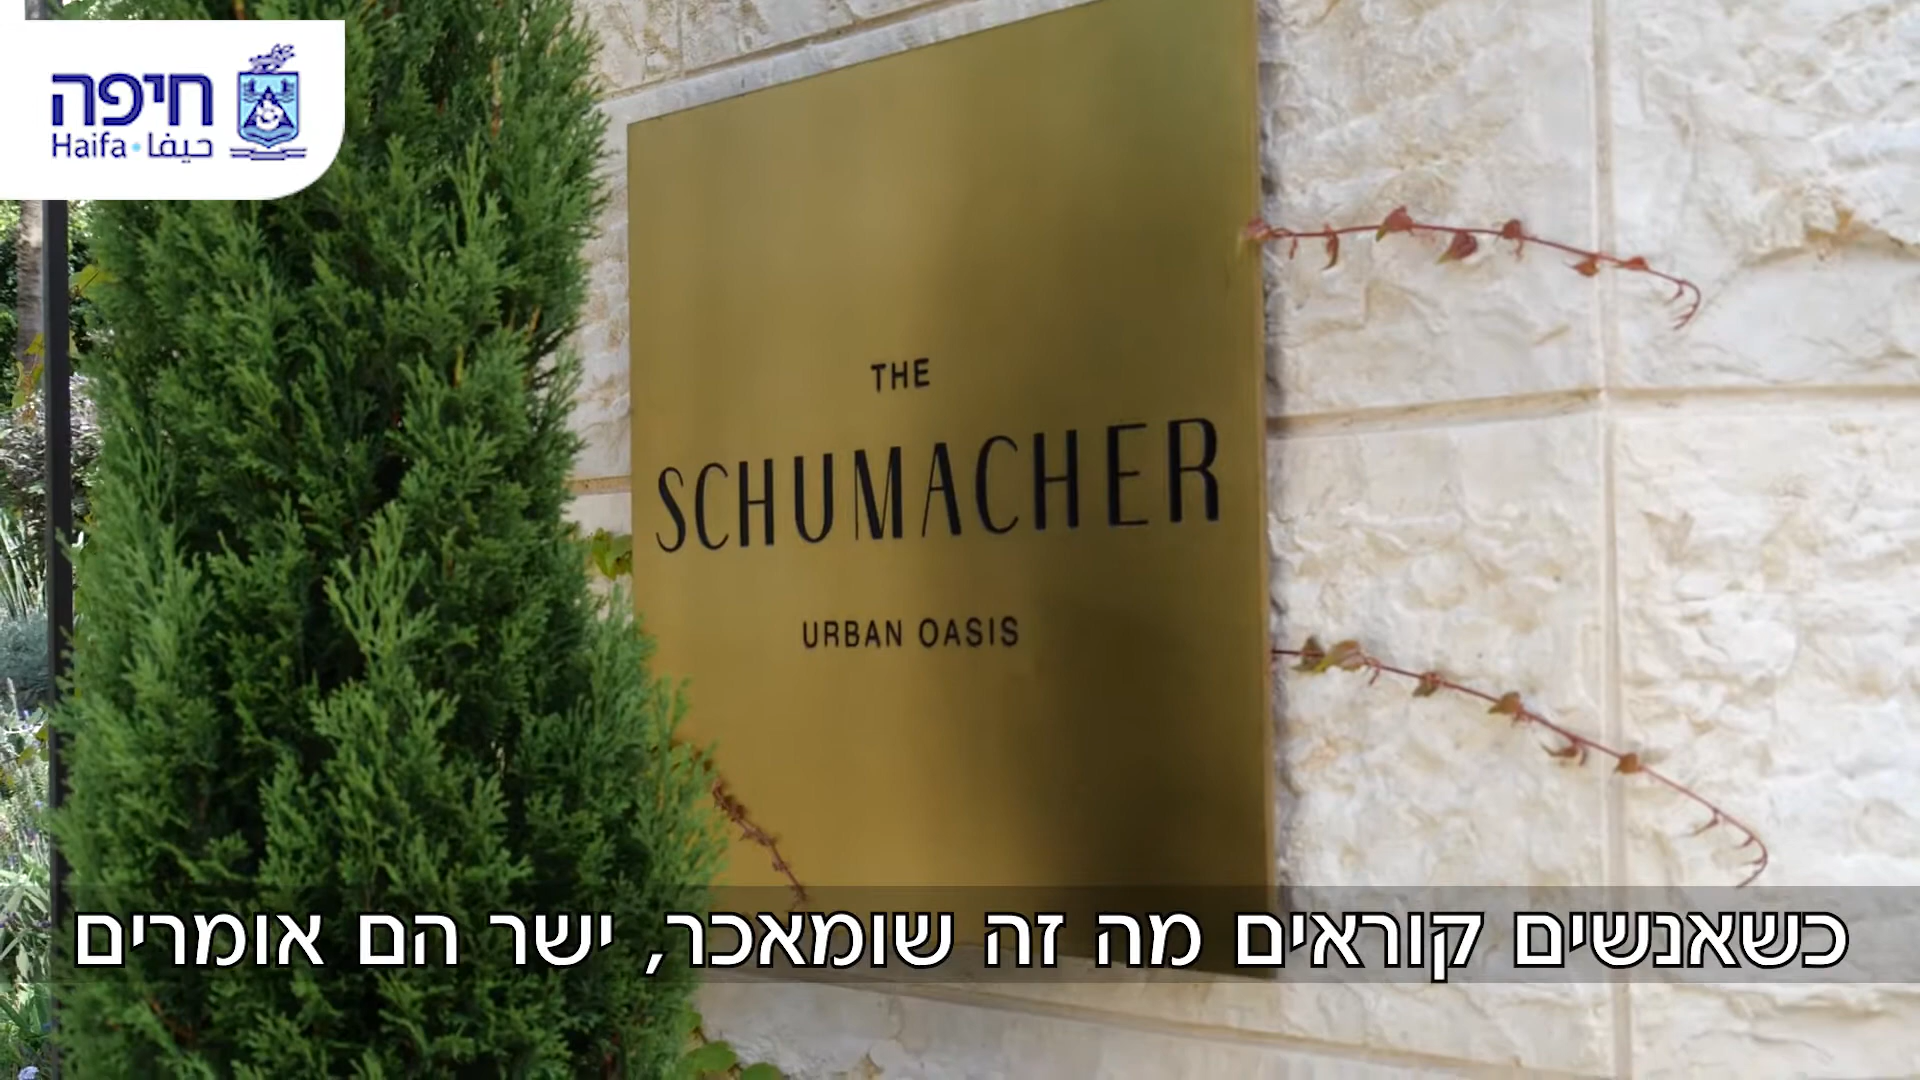 חיפה
Haifa • حيفا
THE
SCHUMACHER
URBAN OASIS
כשאנשים קוראים מה זה שומאכר, ישר הם אומרים